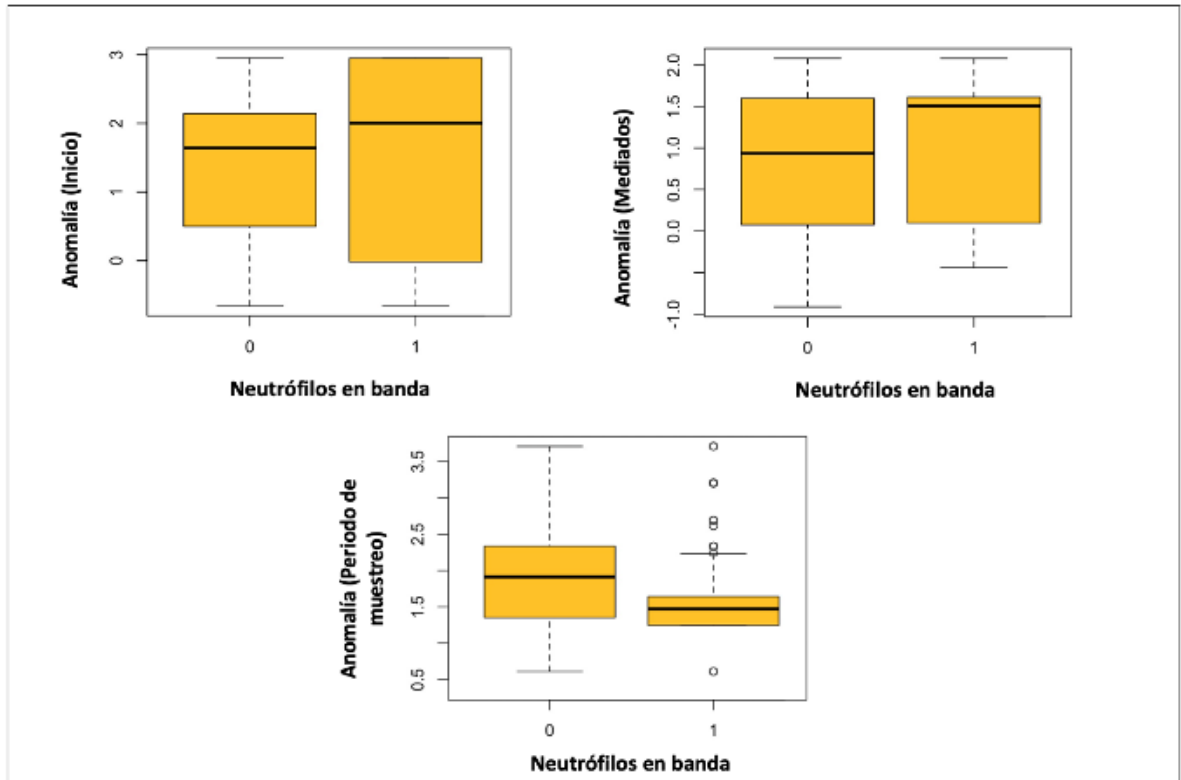 Anomalía (Inicio)
3
2
1
0
0
1
Neutrófilos en banda
Anomalía (Mediados)
2.0
1.5
1.0
0.5
0.0
-1.0
0
1
Neutrófilos en banda
Anomalía (Periodo de
muestreo)
3.5
2.5
1.5
0.5
0
1
Neutrófilos en banda